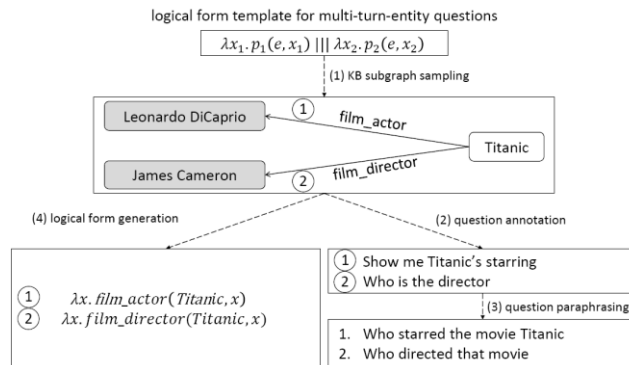 logical form template for multi-turn-entity questions
λx₁.p₁(e, x₁) ||| λx₂.p₂(e, x₂)
(1) KB subgraph sampling
Leonardo DiCaprio
1
film_actor
Titanic
James Cameron
2
film_director
(4) logical form generation
(2) question annotation
1 λx.film_actor(Titanic, x)
2 λx.film_director(Titanic, x)
1 Show me Titanic's starring
2 Who is the director
(3) question paraphrasing
1. Who starred the movie Titanic
2. Who directed that movie